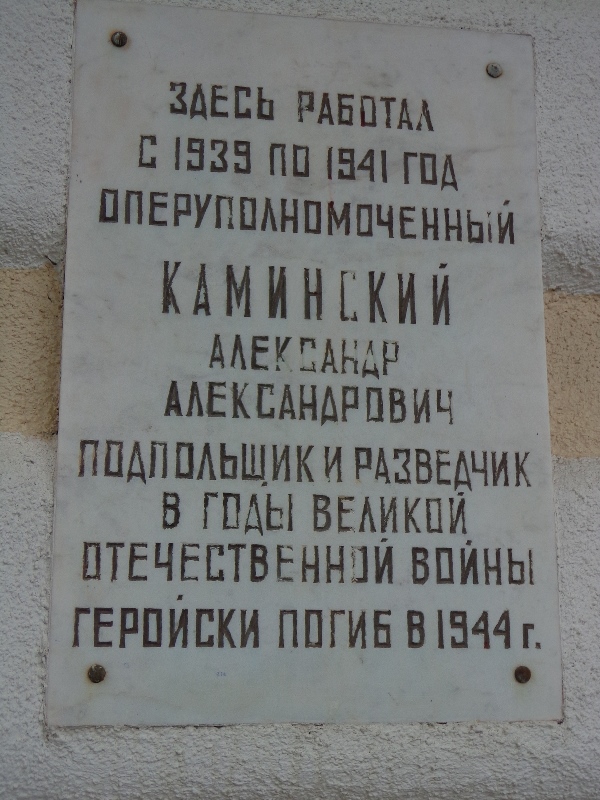 ЗДЕСЬ РАБОТАЛ
С 1939 ПО 1941 ГОД
ОПЕРУПОЛНОМОЧЕННЫЙ
КАМИНСКИЙ
АЛЕКСАНДР
АЛЕКСАНДРОВИЧ
ПОДПОЛЬЩИК И РАЗВЕДЧИК
В ГОДЫ ВЕЛИКОЙ
ОТЕЧЕСТВЕННОЙ ВОЙНЫ
ГЕРОЙСКИ ПОГИБ В 1944 г.